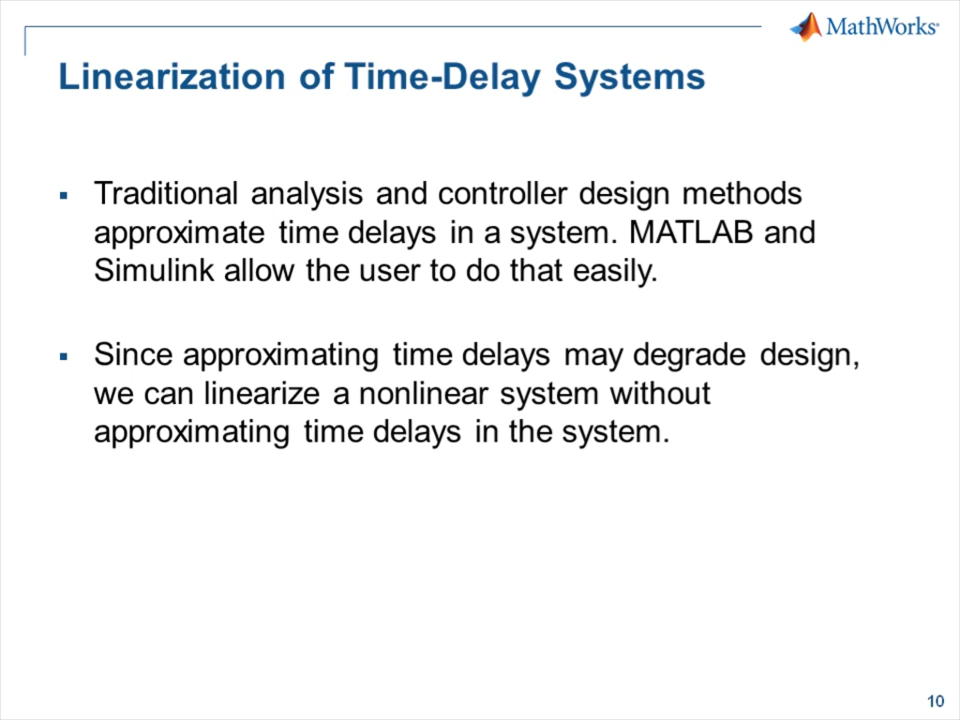 MathWorks®
Linearization of Time-Delay Systems
▪ Traditional analysis and controller design methods
approximate time delays in a system. MATLAB and
Simulink allow the user to do that easily.
▪ Since approximating time delays may degrade design,
we can linearize a nonlinear system without
approximating time delays in the system.
10